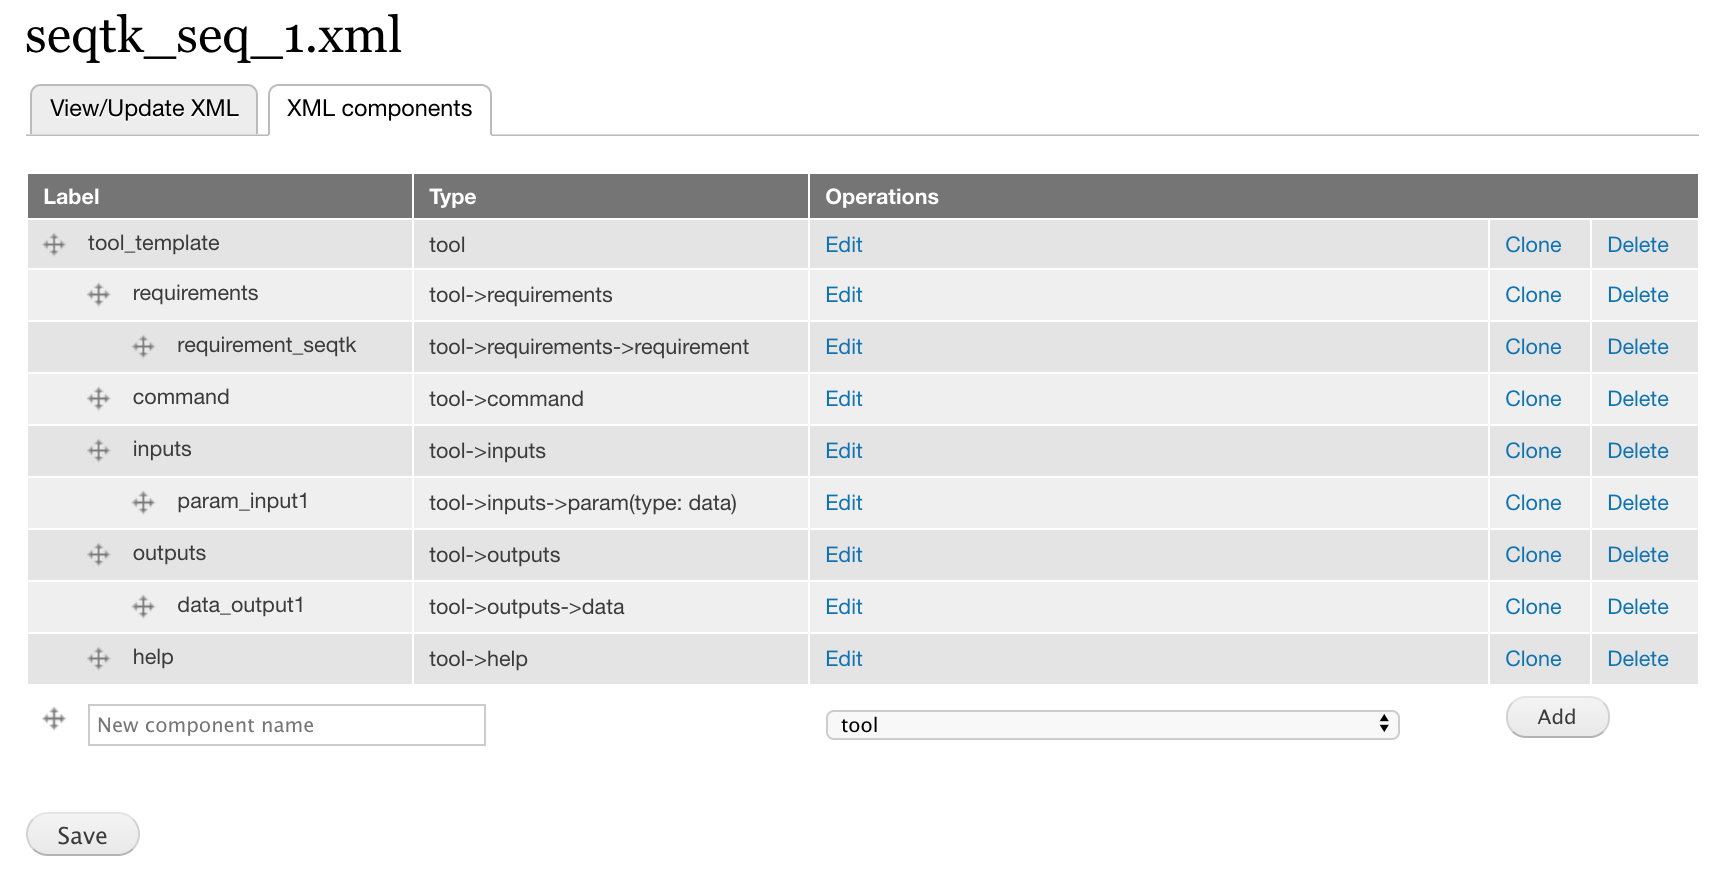 seqtk_seq_1.xml
View/Update XML XML components
Label Type Operations
tool_template tool Edit Clone Delete
requirements tool->requirements Edit Clone Delete
requirement_seqtk tool->requirements->requirement Edit Clone Delete
command tool->command Edit Clone Delete
inputs tool->inputs Edit Clone Delete
param_input1 tool->inputs->param(type: data) Edit Clone Delete
outputs tool->outputs Edit Clone Delete
data_output1 tool->outputs->data Edit Clone Delete
help tool->help Edit Clone Delete
New component name tool Add
Save